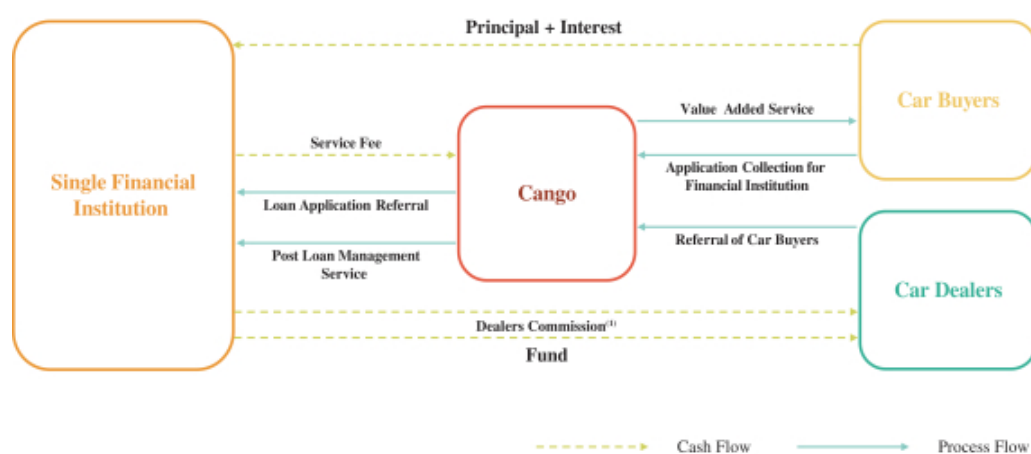 Principal + Interest
Car Buyers
Value Added Service
Service Fee
Application Collection for
Financial Institution
Single Financial
Institution
Cango
Loan Application Referral
Referral of Car Buyers
Post Loan Management
Service
Car Dealers
Dealers Commission(1)
Fund
Cash Flow
Process Flow